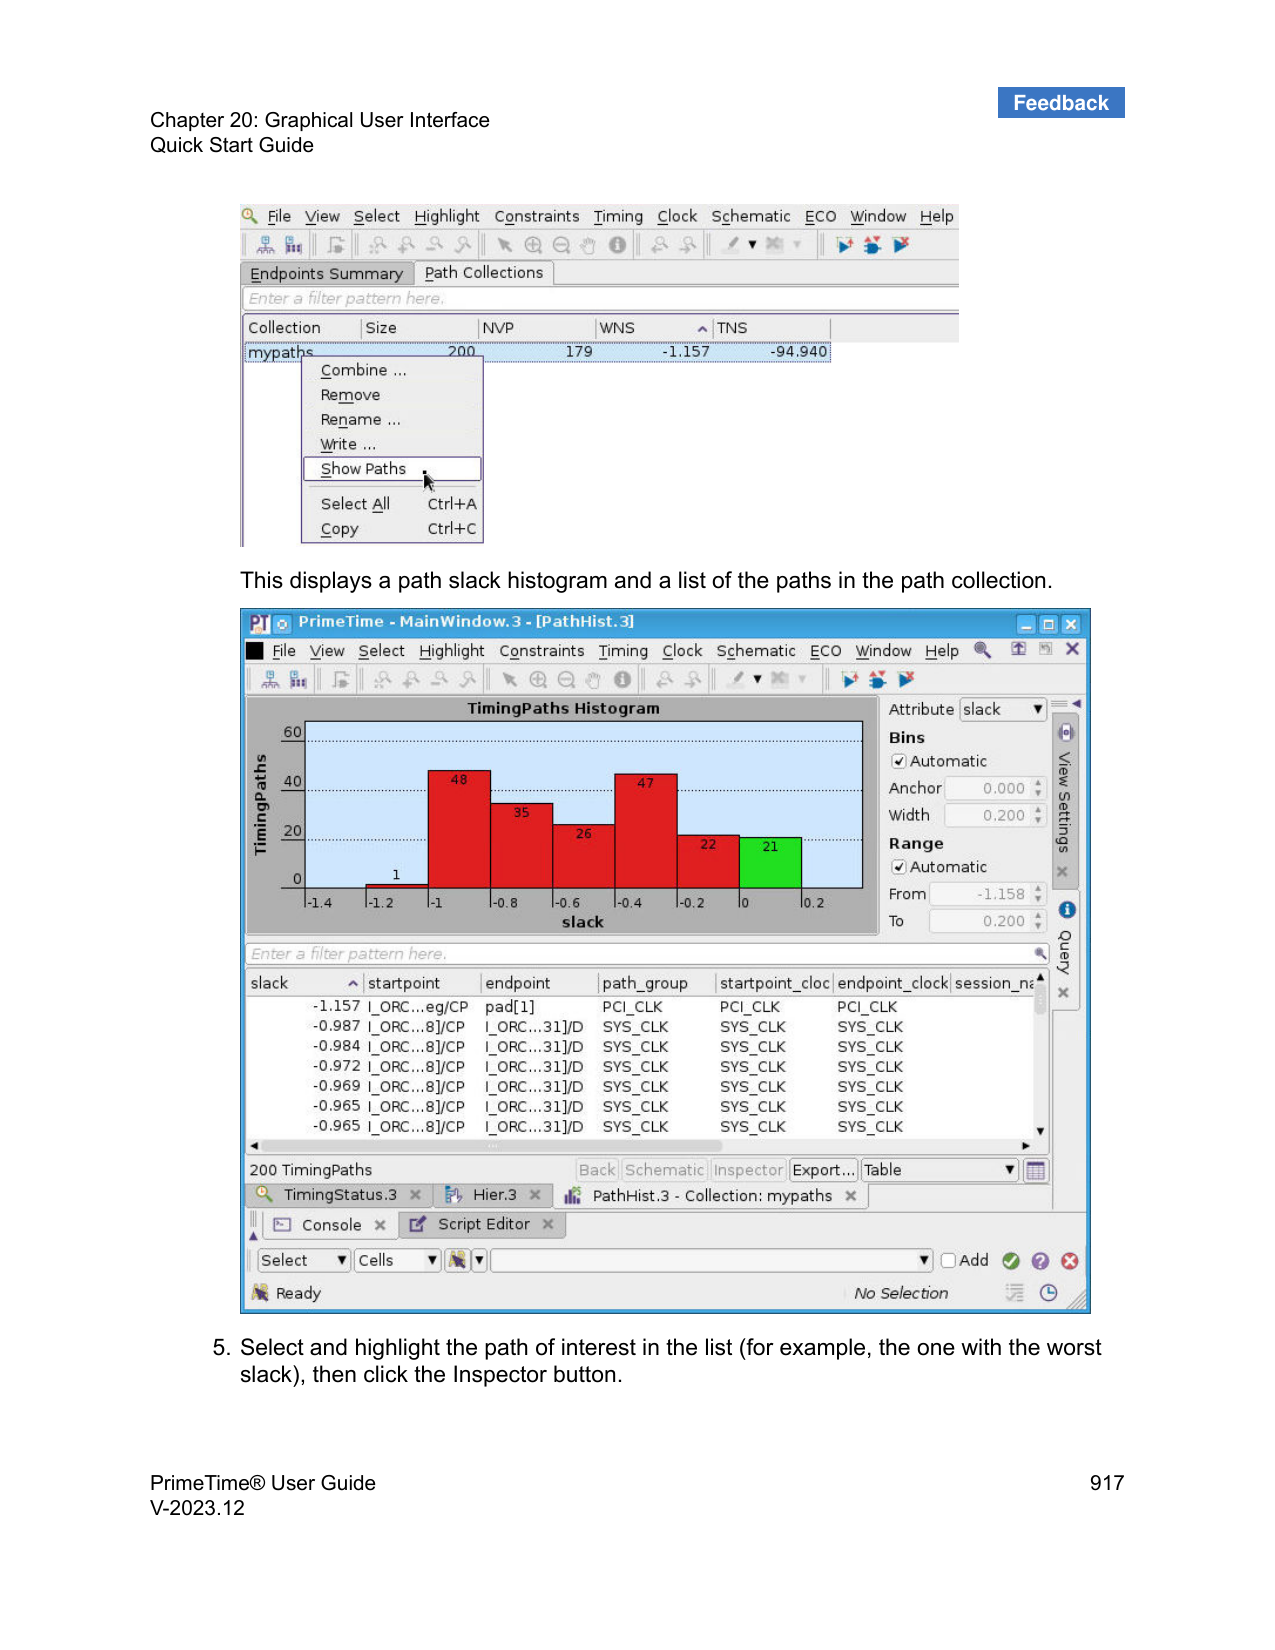 Feedback
Chapter 20: Graphical User Interface
Quick Start Guide
File View Select Highlight Constraints Timing Clock Schematic ECO Window Help
Endpoints Summary Path Collections
Enter a filter pattern here.
Collection Size NVP WNS TNS
mypaths 200 179 -1.157 -94.940
Combine ...
Remove
Rename ...
Write ...
Show Paths
Select All Ctrl+A
Copy Ctrl+C
This displays a path slack histogram and a list of the paths in the path collection.
PT PrimeTime - MainWindow.3 - [PathHist.3]
File View Select Highlight Constraints Timing Clock Schematic ECO Window Help
TimingPaths Histogram
TimingPaths
60
40
20
0
1
48
35
26
47
22
21
-1.4 -1.2 -1 -0.8 -0.6 -0.4 -0.2 0 0.2
slack
Attribute slack
Bins
Automatic
Anchor 0.000
Width 0.200
Range
Automatic
From -1.158
To 0.200
View Settings
Query
Enter a filter pattern here.
slack startpoint endpoint path_group startpoint_cloc endpoint_clock session_na
-1.157 I_ORC...eg/CP pad[1] PCI_CLK PCI_CLK PCI_CLK
-0.987 I_ORC...8]/CP I_ORC...31]/D SYS_CLK SYS_CLK SYS_CLK
-0.984 I_ORC...8]/CP I_ORC...31]/D SYS_CLK SYS_CLK SYS_CLK
-0.972 I_ORC...8]/CP I_ORC...31]/D SYS_CLK SYS_CLK SYS_CLK
-0.969 I_ORC...8]/CP I_ORC...31]/D SYS_CLK SYS_CLK SYS_CLK
-0.965 I_ORC...8]/CP I_ORC...31]/D SYS_CLK SYS_CLK SYS_CLK
-0.965 I_ORC...8]/CP I_ORC...31]/D SYS_CLK SYS_CLK SYS_CLK
200 TimingPaths Back Schematic Inspector Export... Table
TimingStatus.3 Hier.3 PathHist.3 - Collection: mypaths
Console Script Editor
Select Cells Add
Ready No Selection
5. Select and highlight the path of interest in the list (for example, the one with the worst
slack), then click the Inspector button.
PrimeTime® User Guide 917
V-2023.12